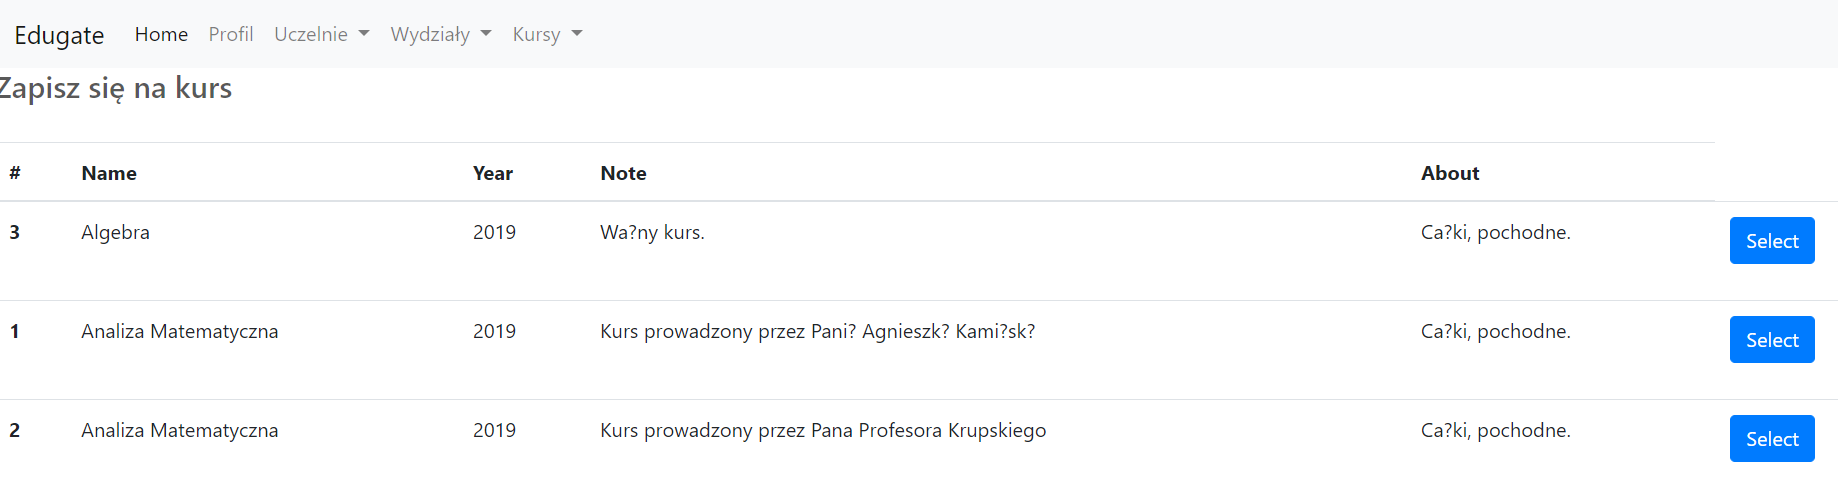 Edugate Home Profil Uczelnie Wydziały Kursy
Zapisz się na kurs
# Name Year Note About
3 Algebra 2019 Wa?ny kurs. Ca?ki, pochodne. Select
1 Analiza Matematyczna 2019 Kurs prowadzony przez Pani? Agnieszk? Kami?sk? Ca?ki, pochodne. Select
2 Analiza Matematyczna 2019 Kurs prowadzony przez Pana Profesora Krupskiego Ca?ki, pochodne. Select